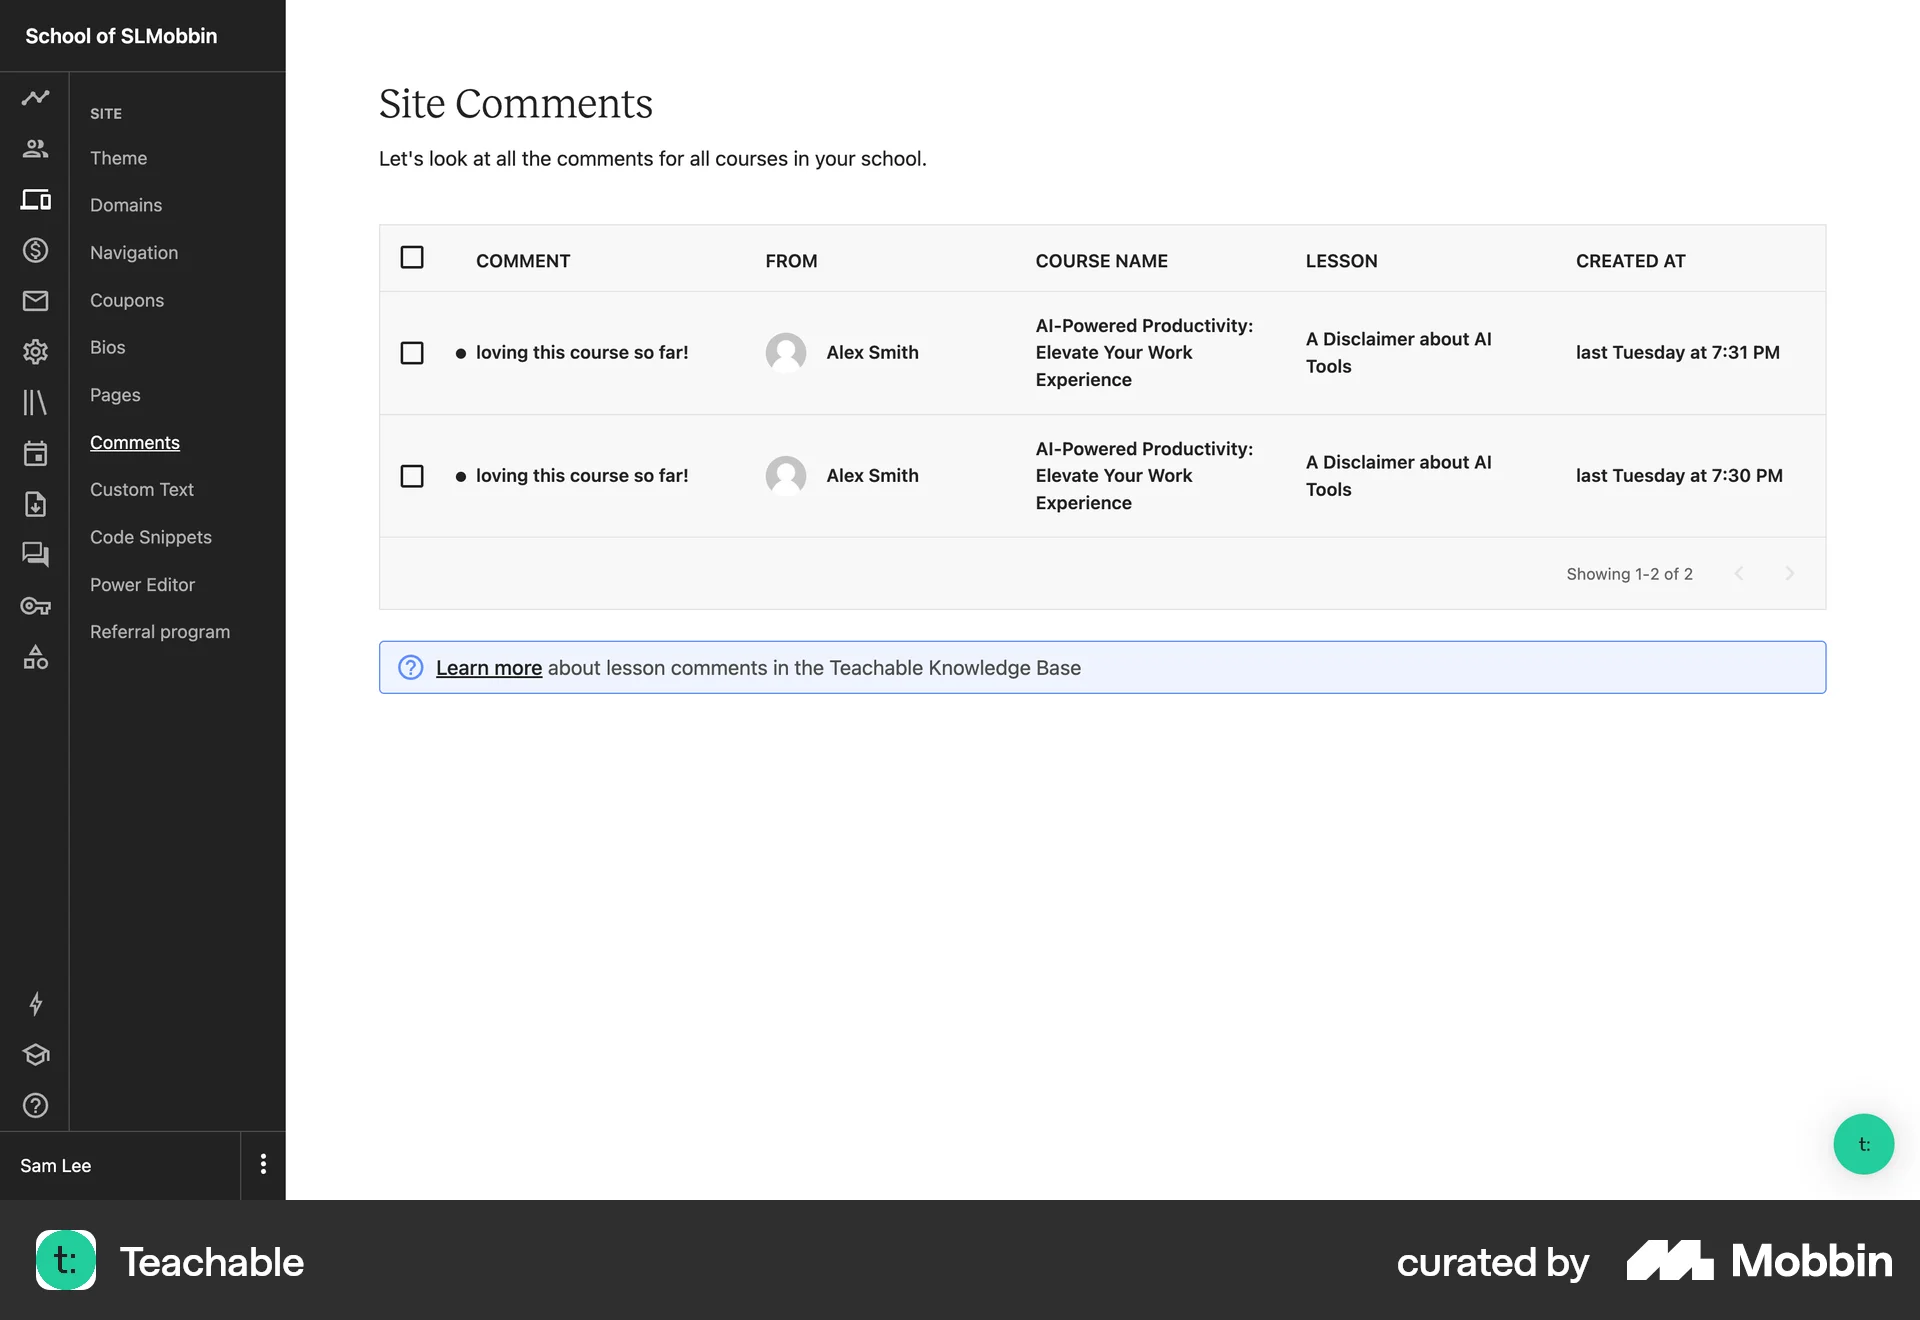 School of SLMobbin
SITE
Theme
Domains
Navigation
Coupons
Bios
Pages
Comments
Custom Text
Code Snippets
Power Editor
Referral program
Sam Lee
Site Comments
Let's look at all the comments for all courses in your school.
COMMENT FROM COURSE NAME LESSON CREATED AT
loving this course so far!
Alex Smith
AI-Powered Productivity:
Elevate Your Work
Experience
A Disclaimer about AI
Tools
last Tuesday at 7:31 PM
loving this course so far!
Alex Smith
AI-Powered Productivity:
Elevate Your Work
Experience
A Disclaimer about AI
Tools
last Tuesday at 7:30 PM
Showing 1-2 of 2
Learn more about lesson comments in the Teachable Knowledge Base
t:
t: Teachable
curated by Mobbin